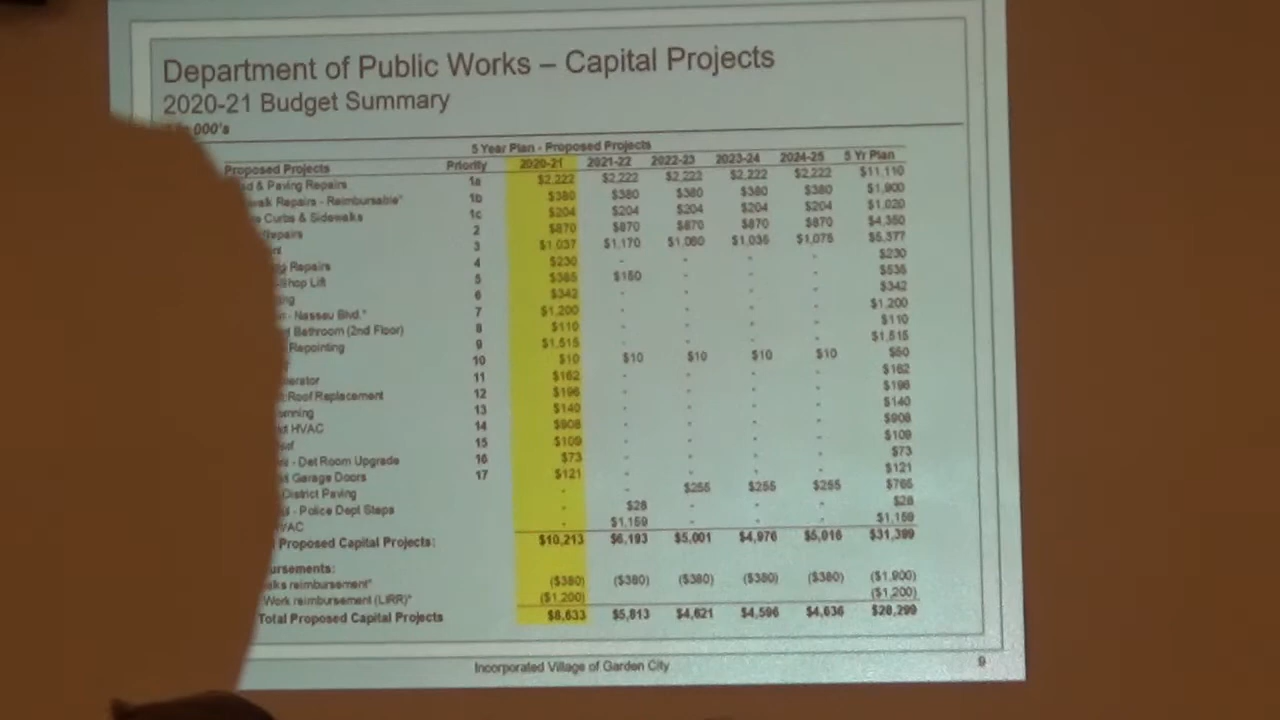 Department of Public Works – Capital Projects
2020-21 Budget Summary
000's
5 Year Plan - Proposed Projects
Proposed Projects Priority 2020-21 2021-22 2022-23 2023-24 2024-25 5 Yr Plan
& Paving Repairs 1a $2,222 $2,222 $2,222 $2,222 $2,222 $11,110
Repairs - Reimbursable* 1b $380 $380 $380 $380 $380 $1,900
Curbs & Sidewalks 1c $204 $204 $204 $204 $204 $1,020
Repairs 2 $870 $870 $870 $870 $870 $4,350
3 $1,037 $1,170 $1,060 $1,035 $1,075 $5,377
Repairs 4 $230 - - - - $230
Shop Lift 5 $385 $150 - - - $535
6 $342 - - - - $342
- Nassau Blvd.* 7 $1,200 - - - - $1,200
Bathroom (2nd Floor) 8 $110 - - - - $110
Repointing 9 $1,515 - - - - $1,515
10 $10 $10 $10 $10 $10 $50
11 $162 - - - - $162
Roof Replacement 12 $196 - - - - $196
13 $140 - - - - $140
HVAC 14 $908 - - - - $908
15 $109 - - - - $109
- Det Room Upgrade 16 $73 - - - - $73
Garage Doors 17 $121 - - - - $121
District Paving - - $255 $255 $255 $765
- Police Dept Steps - $28 - - - $28
- $1,159 - - - $1,159
Proposed Capital Projects: $10,213 $6,193 $5,001 $4,976 $5,016 $31,399
reimbursement* ($380) ($380) ($380) ($380) ($380) ($1,900)
Work reimbursement (LIRR)* ($1,200) ($1,200)
Total Proposed Capital Projects $8,633 $5,813 $4,621 $4,596 $4,636 $28,299
Incorporated Village of Garden City 9